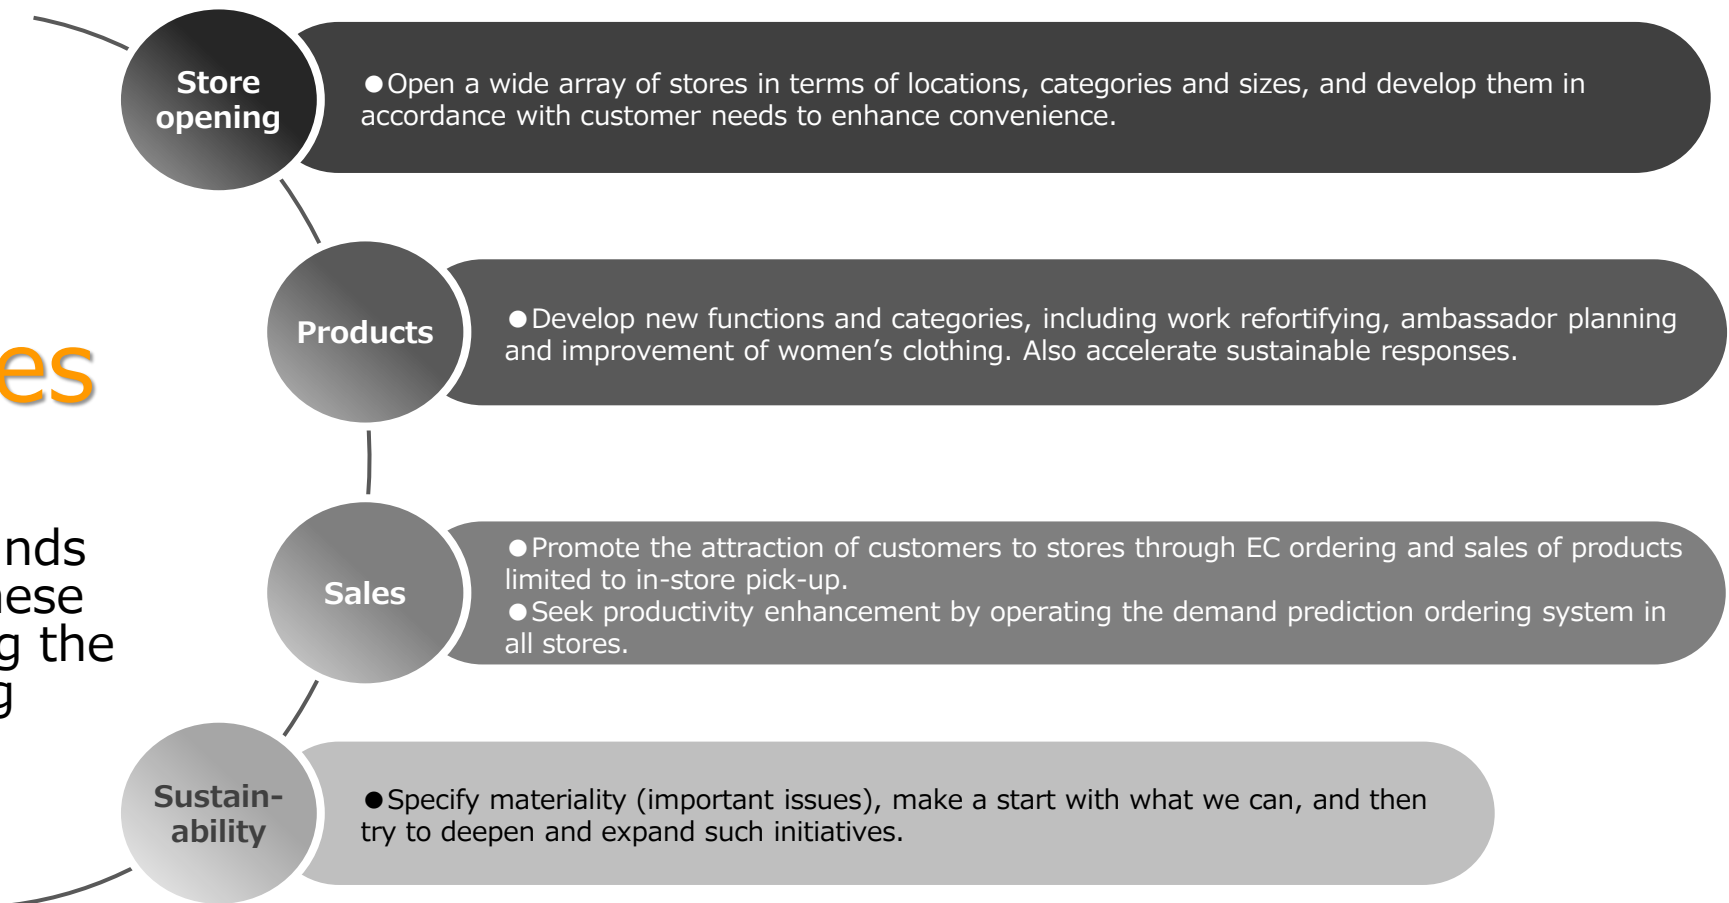 Store
opening
●Open a wide array of stores in terms of locations, categories and sizes, and develop them in
accordance with customer needs to enhance convenience.
Products
●Develop new functions and categories, including work refortifying, ambassador planning
and improvement of women’s clothing. Also accelerate sustainable responses.
es
nds
hese
g the
g
Sales
●Promote the attraction of customers to stores through EC ordering and sales of products
limited to in-store pick-up.
●Seek productivity enhancement by operating the demand prediction ordering system in
all stores.
Sustain-
ability
●Specify materiality (important issues), make a start with what we can, and then
try to deepen and expand such initiatives.